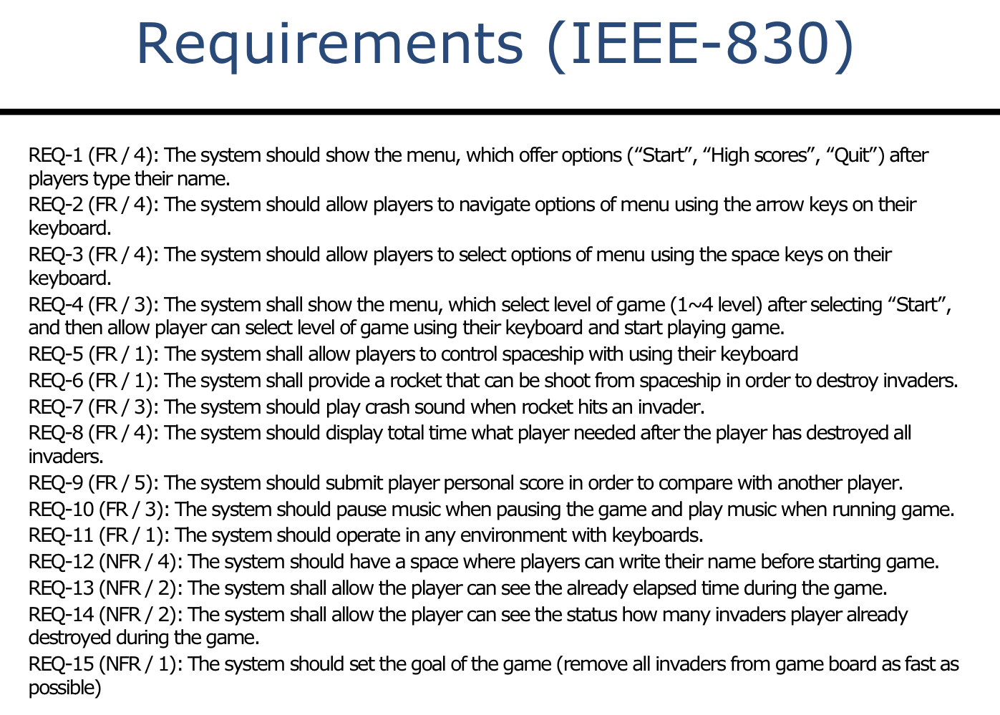 Requirements (IEEE-830)
REQ-1 (FR / 4): The system should show the menu, which offer options (“Start”, “High scores”, “Quit”) after
players type their name.
REQ-2 (FR / 4): The system should allow players to navigate options of menu using the arrow keys on their
keyboard.
REQ-3 (FR / 4): The system should allow players to select options of menu using the space keys on their
keyboard.
REQ-4 (FR / 3): The system shall show the menu, which select level of game (1~4 level) after selecting “Start”,
and then allow player can select level of game using their keyboard and start playing game.
REQ-5 (FR / 1): The system shall allow players to control spaceship with using their keyboard
REQ-6 (FR / 1): The system shall provide a rocket that can be shoot from spaceship in order to destroy invaders.
REQ-7 (FR / 3): The system should play crash sound when rocket hits an invader.
REQ-8 (FR / 4): The system should display total time what player needed after the player has destroyed all
invaders.
REQ-9 (FR / 5): The system should submit player personal score in order to compare with another player.
REQ-10 (FR / 3): The system should pause music when pausing the game and play music when running game.
REQ-11 (FR / 1): The system should operate in any environment with keyboards.
REQ-12 (NFR / 4): The system should have a space where players can write their name before starting game.
REQ-13 (NFR / 2): The system shall allow the player can see the already elapsed time during the game.
REQ-14 (NFR / 2): The system shall allow the player can see the status how many invaders player already
destroyed during the game.
REQ-15 (NFR / 1): The system should set the goal of the game (remove all invaders from game board as fast as
possible)